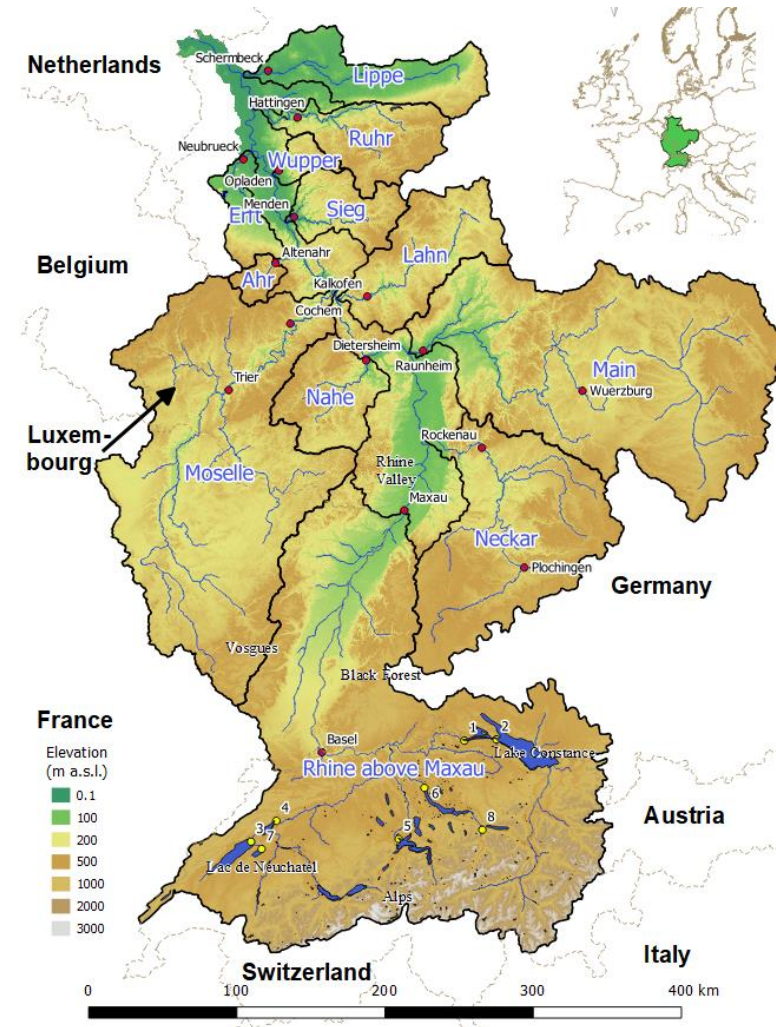 Netherlands
Schermbeck
Lippe
Hattingen
Ruhr
Neubrueck
Wupper
Opladen
Erft
Menden
Sieg
Belgium
Altenahr
Lahn
Ahr
Kalkofen
Cochem
Dietersheim
Raunheim
Main
Trier
Nahe
Wuerzburg
Luxem-
bourg
Rockenau
Moselle
Rhine
Valley
Maxau
Neckar
Plochingen
Germany
Vosgues
Black Forest
France
Elevation
(m a.s.l.)
0.1
100
200
500
1000
2000
3000
Basel
1
2
Lake Constance
Rhine above Maxau
6
Austria
4
8
3
5
7
Lac de Neuchatel
Alps
Italy
Switzerland
0
100
200
300
400 km